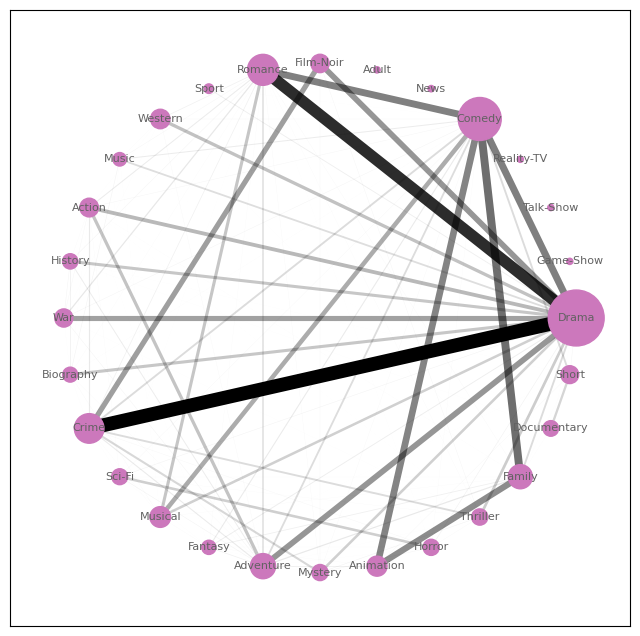 Film-Noir
Romance
Adult
Sport
News
Western
Comedy
Music
Reality-TV
Action
Talk-Show
History
Game-Show
War
Drama
Biography
Short
Crime
Documentary
Sci-Fi
Family
Musical
Thriller
Fantasy
Horror
Adventure
Animation
Mystery